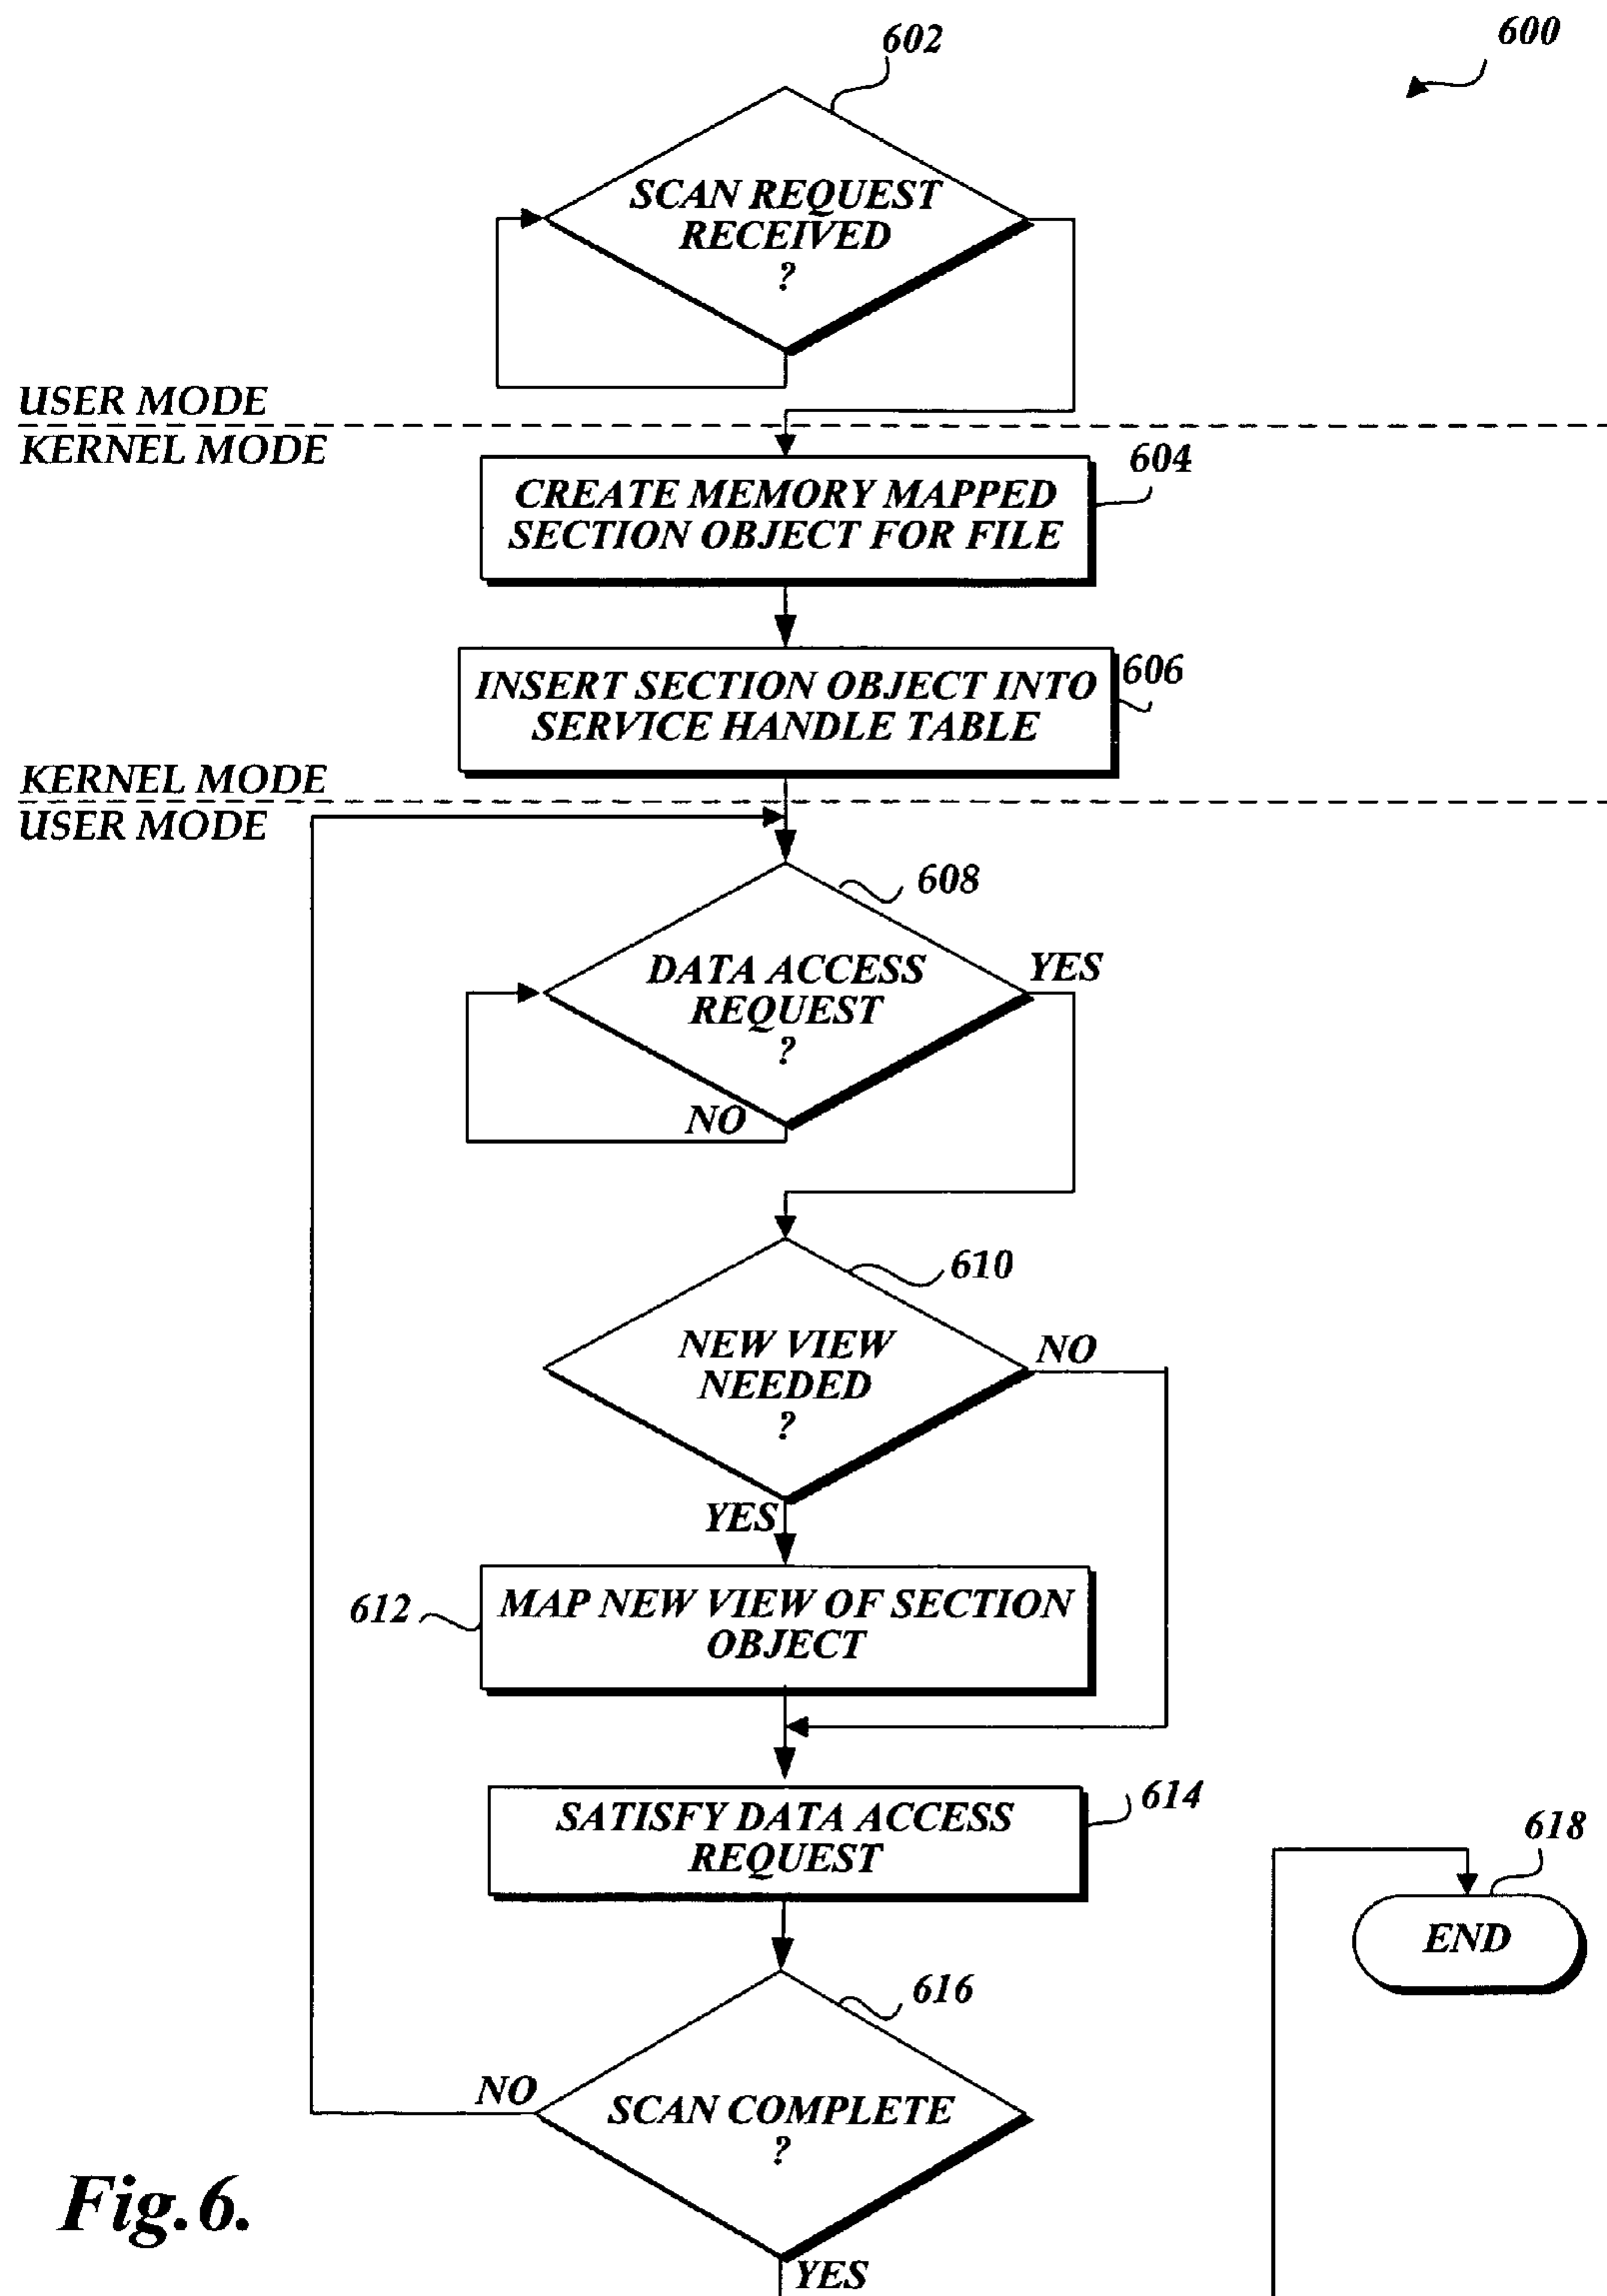 602
600
SCAN REQUEST
RECEIVED
?
USER MODE
KERNEL MODE
604
CREATE MEMORY MAPPED
SECTION OBJECT FOR FILE
606
INSERT SECTION OBJECT INTO
SERVICE HANDLE TABLE
KERNEL MODE
USER MODE
608
DATA ACCESS
REQUEST
?
YES
NO
610
NEW VIEW
NEEDED
?
NO
YES
612
MAP NEW VIEW OF SECTION
OBJECT
614
SATISFY DATA ACCESS
REQUEST
618
END
616
NO
SCAN COMPLETE
?
YES
Fig.6.